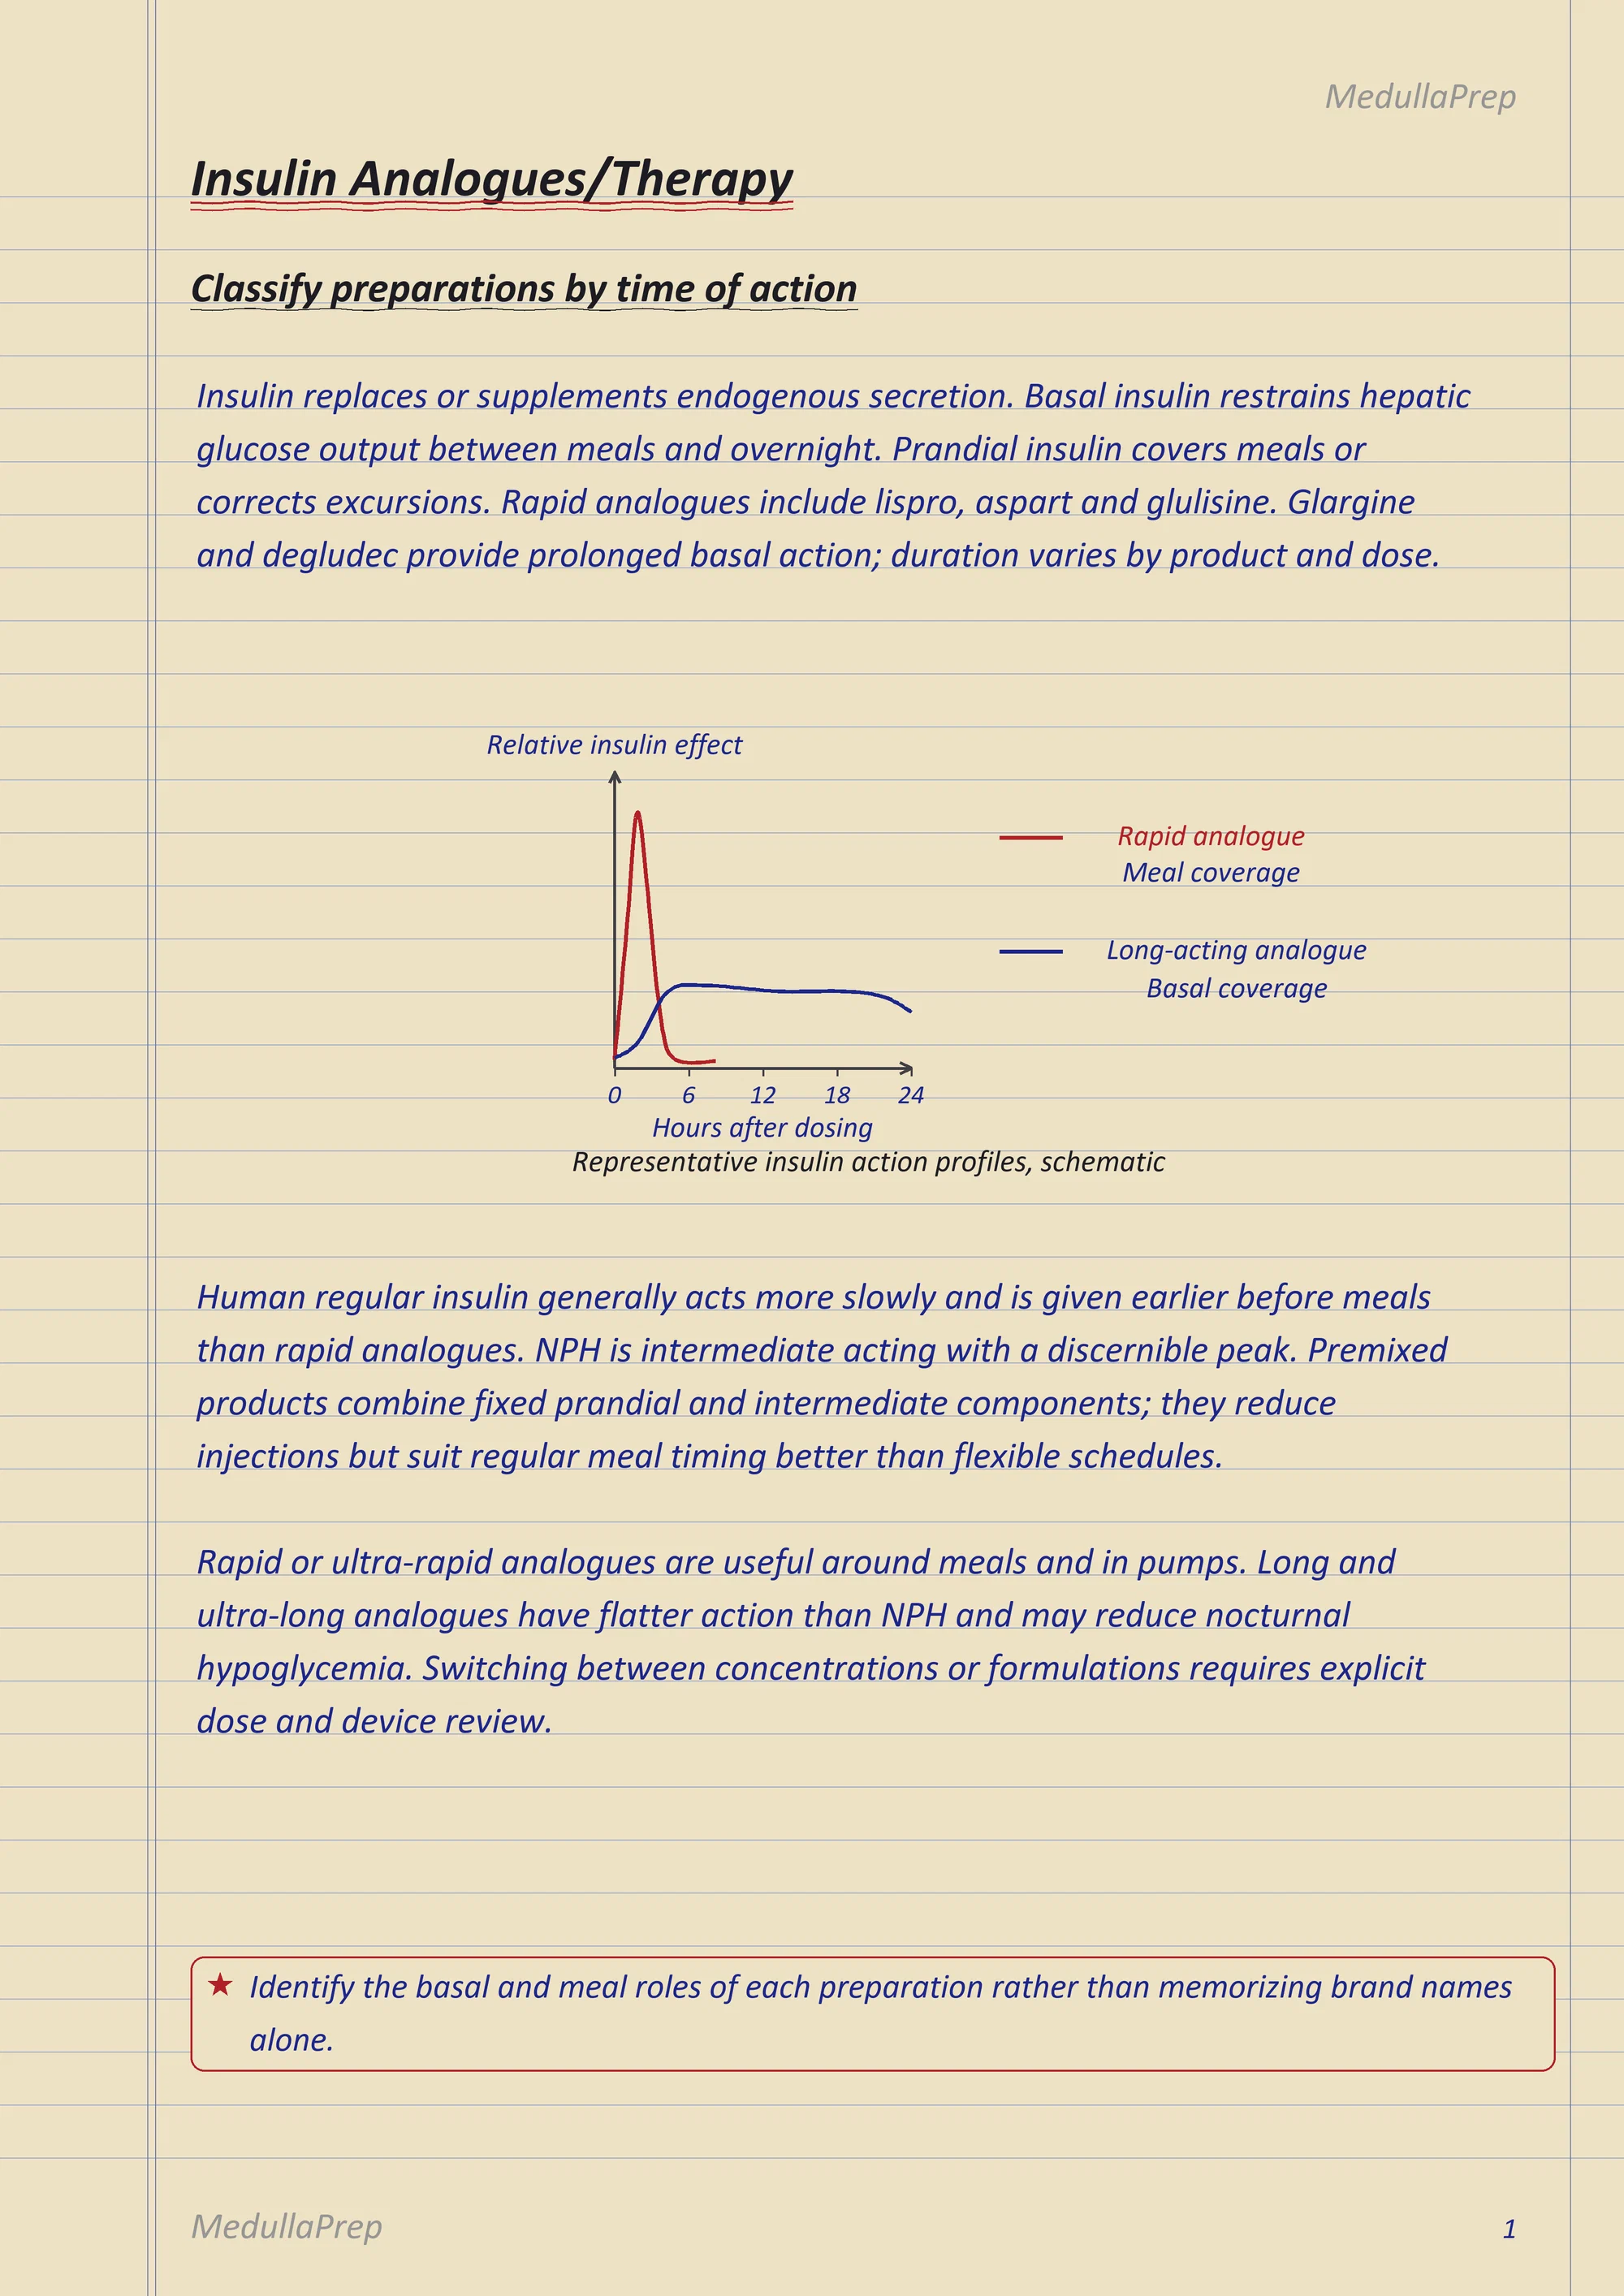 MedullaPrep
Insulin Analogues/Therapy
Classify preparations by time of action
Insulin replaces or supplements endogenous secretion. Basal insulin restrains hepatic
glucose output between meals and overnight. Prandial insulin covers meals or
corrects excursions. Rapid analogues include lispro, aspart and glulisine. Glargine
and degludec provide prolonged basal action; duration varies by product and dose.
Relative insulin effect
Rapid analogue
Meal coverage
Long-acting analogue
Basal coverage
0 6 12 18 24
Hours after dosing
Representative insulin action profiles, schematic
Human regular insulin generally acts more slowly and is given earlier before meals
than rapid analogues. NPH is intermediate acting with a discernible peak. Premixed
products combine fixed prandial and intermediate components; they reduce
injections but suit regular meal timing better than flexible schedules.
Rapid or ultra-rapid analogues are useful around meals and in pumps. Long and
ultra-long analogues have flatter action than NPH and may reduce nocturnal
hypoglycemia. Switching between concentrations or formulations requires explicit
dose and device review.
★ Identify the basal and meal roles of each preparation rather than memorizing brand names
alone.
MedullaPrep
1